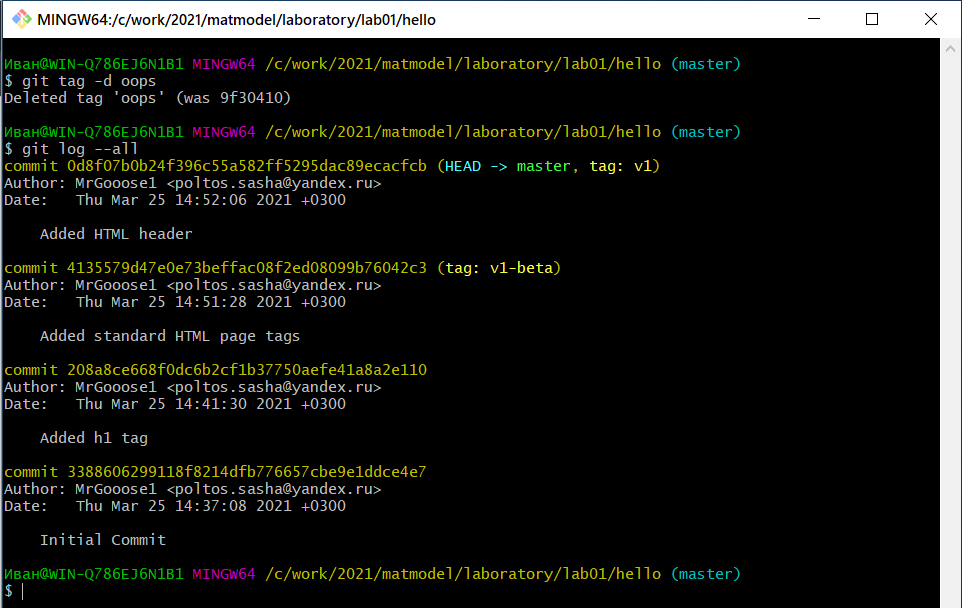 MINGW64:/c/work/2021/matmodel/laboratory/lab01/hello
Иван@WIN-Q786EJ6N1B1 MINGW64 /c/work/2021/matmodel/laboratory/lab01/hello (master)
$ git tag -d oops
Deleted tag 'oops' (was 9f30410)
Иван@WIN-Q786EJ6N1B1 MINGW64 /c/work/2021/matmodel/laboratory/lab01/hello (master)
$ git log --all
commit 0d8f07b0b24f396c55a582ff5295dac89ecacfcb (HEAD -> master, tag: v1)
Author: MrGooose1 <poltos.sasha@yandex.ru>
Date:   Thu Mar 25 14:52:06 2021 +0300
Added HTML header
commit 4135579d47e0e73beffac08f2ed08099b76042c3 (tag: v1-beta)
Author: MrGooose1 <poltos.sasha@yandex.ru>
Date:   Thu Mar 25 14:51:28 2021 +0300
Added standard HTML page tags
commit 208a8ce668f0dc6b2cf1b37750aefe41a8a2e110
Author: MrGooose1 <poltos.sasha@yandex.ru>
Date:   Thu Mar 25 14:41:30 2021 +0300
Added h1 tag
commit 3388606299118f8214dfb776657cbe9e1ddce4e7
Author: MrGooose1 <poltos.sasha@yandex.ru>
Date:   Thu Mar 25 14:37:08 2021 +0300
Initial Commit
Иван@WIN-Q786EJ6N1B1 MINGW64 /c/work/2021/matmodel/laboratory/lab01/hello (master)
$